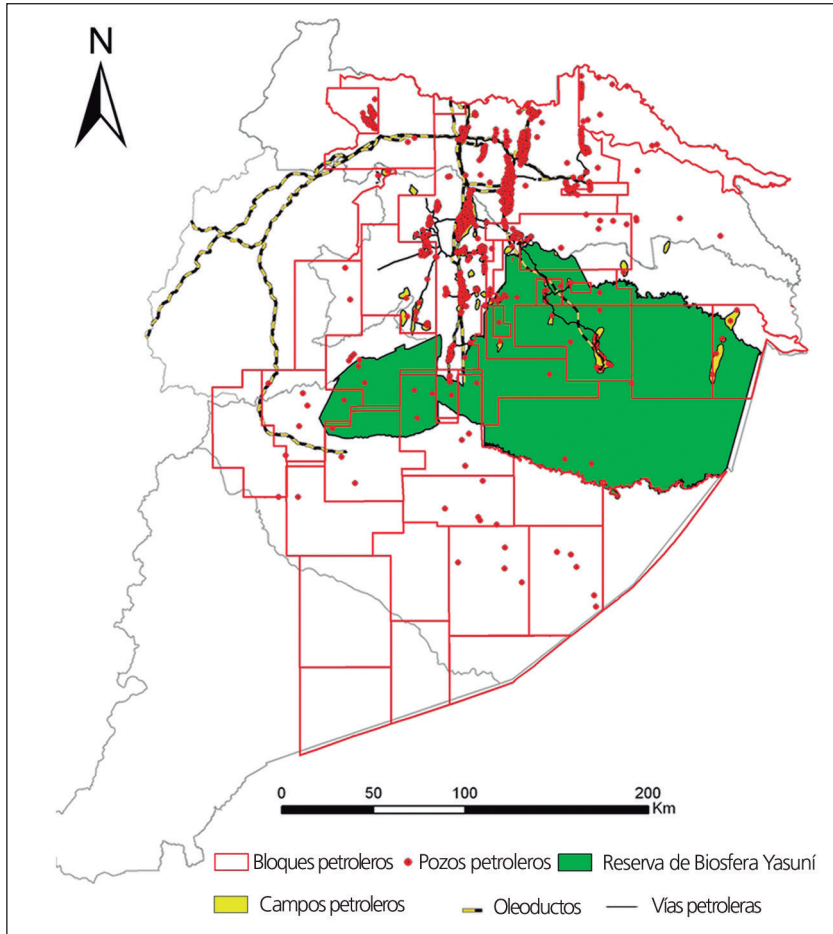 N
0 50 100 200
Km
Bloques petroleros Pozos petroleros Reserva de Biosfera Yasuní
Campos petroleros Oleoductos Vías petroleras